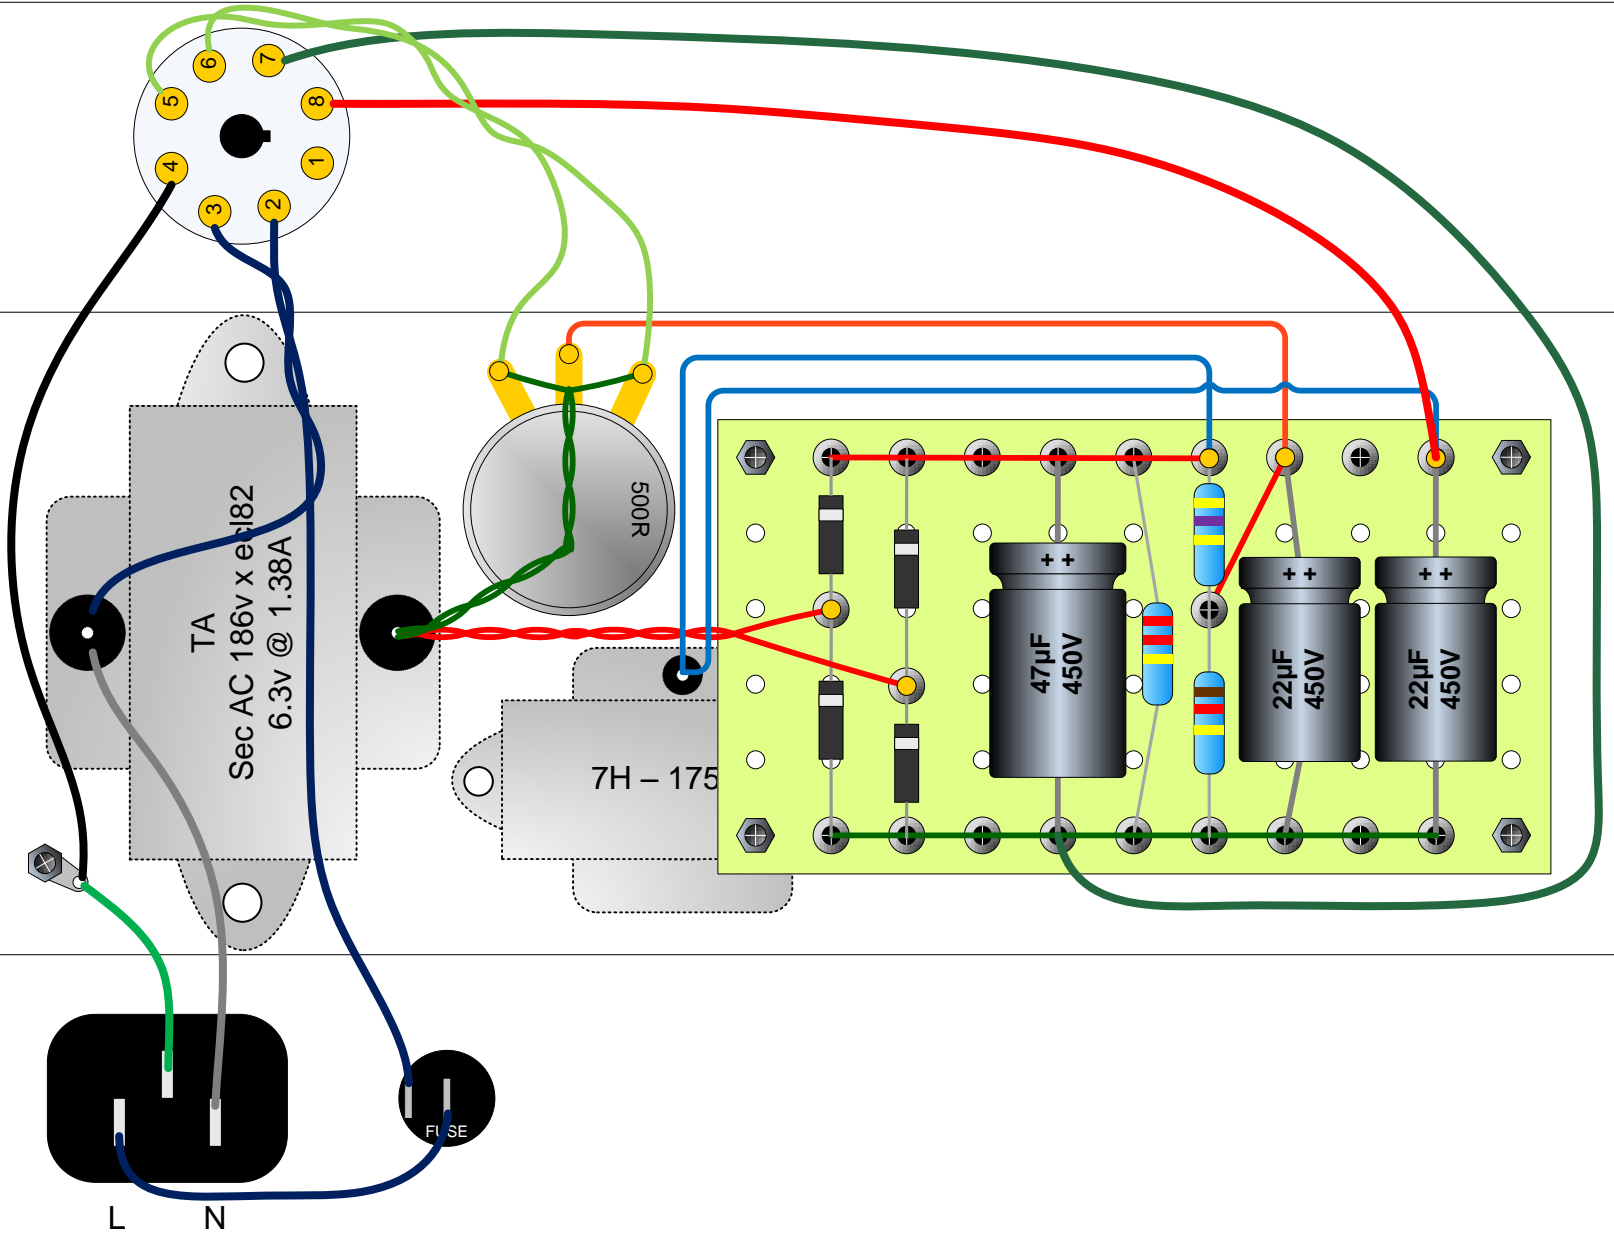 6
7
5
8
4
1
3
2
500R
TA
Sec AC 186v x ecl82
6.3v @ 1.38A
7H – 175
++
47µF
450V
++
22µF
450V
++
22µF
450V
FUSE
L N